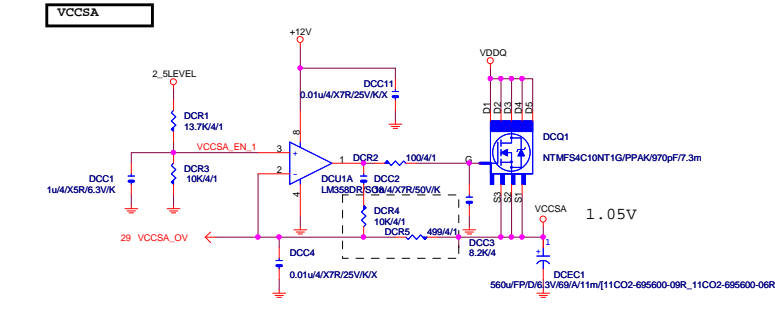 VCCSA
+12V
VDDQ
2_5LEVEL
DCC11
0.01u/4/X7R/25V/K/X
D1
D2
D3
D4
D5
DCR1
13.7K/4/1
8
DCQ1
VCCSA_EN_1
3
+
1
DCR2
100/4/1
G
NTMFS4C10NT1G/PPAK/970pF/7.3m
DCR3
10K/4/1
2
-
DCC1
1u/4/X5R/6.3V/K
DCU1A
DCC2
4
S3
S2
S1
DCR4
10K/4/1
VCCSA
1.05V
29 VCCSA_OV
DCR5
499/4/1
DCC3
8.2K/4
1
+
DCC4
0.01u/4/X7R/25V/K/X
DCEC1
560u/FP/D/6.3V/69/A/11m/[11CO2-695600-09R_11CO2-695600-06R